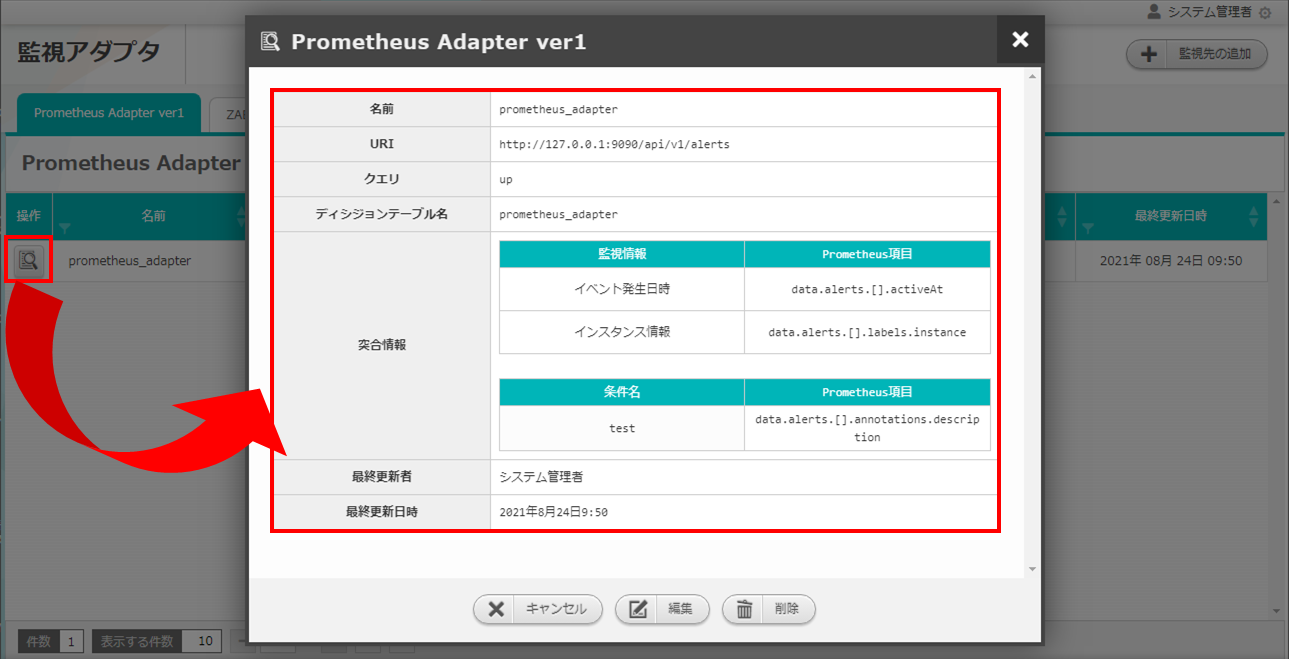 システム管理者
監視アダプタ
監視先の追加
Prometheus Adapter ver1
Prometheus Adapter ver1
Prometheus Adapter
操作 名前 最終更新日時
prometheus_adapter 2021年 08月 24日 09:50
名前 prometheus_adapter
URI http://127.0.0.1:9090/api/v1/alerts
クエリ up
ディシジョンテーブル名 prometheus_adapter
突合情報
監視情報 Prometheus項目
イベント発生日時 data.alerts.[].activeAt
インスタンス情報 data.alerts.[].labels.instance
条件名 Prometheus項目
test data.alerts.[].annotations.descrip
tion
最終更新者 システム管理者
最終更新日時 2021年8月24日9:50
キャンセル 編集 削除
件数 1 表示する件数 10